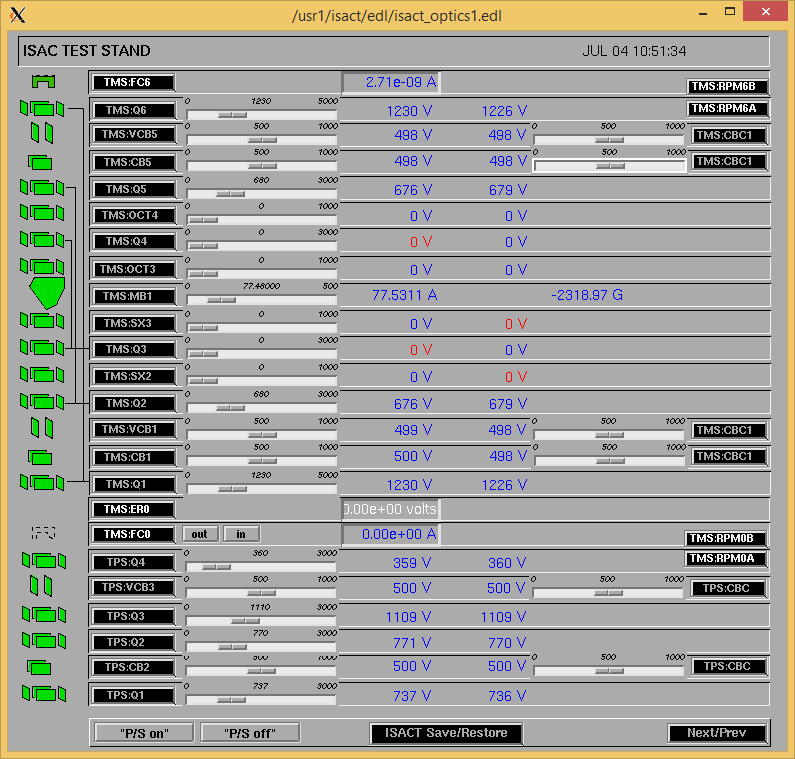 /usr1/isact/edl/isact_optics1.edl
ISAC TEST STAND JUL 04 10:51:34
TMS:FC6 2.71e-09 A TMS:RPM6B
TMS:Q6 0 1230 5000 1230 V 1226 V TMS:RPM6A
TMS:VCB5 0 500 1000 498 V 498 V 0 500 1000 TMS:CBC1
TMS:CB5 0 500 1000 498 V 498 V 0 500 1000 TMS:CBC1
TMS:Q5 0 680 3000 676 V 679 V
TMS:OCT4 0 0 1000 0 V 0 V
TMS:Q4 0 0 3000 0 V 0 V
TMS:OCT3 0 0 1000 0 V 0 V
TMS:MB1 0 77.48000 500 77.5311 A -2318.97 G
TMS:SX3 0 0 1000 0 V 0 V
TMS:Q3 0 0 3000 0 V 0 V
TMS:SX2 0 0 1000 0 V 0 V
TMS:Q2 0 680 3000 676 V 679 V
TMS:VCB1 0 500 1000 499 V 498 V 0 500 1000 TMS:CBC1
TMS:CB1 0 500 1000 500 V 498 V 0 500 1000 TMS:CBC1
TMS:Q1 0 1230 5000 1230 V 1226 V
TMS:ER0 0.00e+00 volts
TMS:FC0 out in 0.00e+00 A TMS:RPM0B
TPS:Q4 0 360 3000 359 V 360 V TMS:RPM0A
TPS:VCB3 0 500 1000 500 V 500 V 0 500 1000 TPS:CBC
TPS:Q3 0 1110 3000 1109 V 1109 V
TPS:Q2 0 770 3000 771 V 770 V
TPS:CB2 0 500 1000 500 V 500 V 0 500 1000 TPS:CBC
TPS:Q1 0 737 3000 737 V 736 V
"P/S on" "P/S off" ISACT Save/Restore Next/Prev